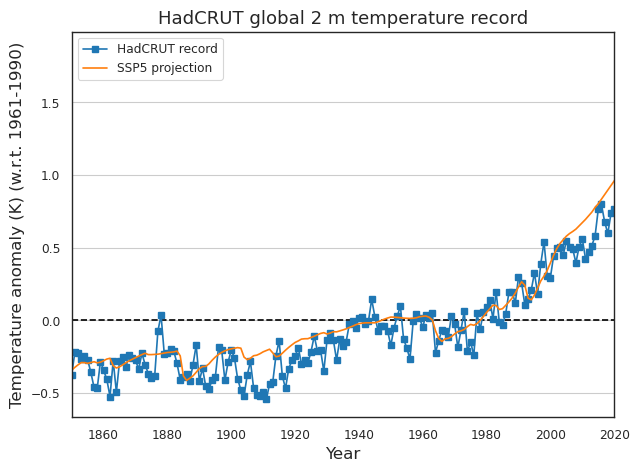 HadCRUT global 2 m temperature record
HadCRUT record
SSP5 projection
Temperature anomaly (K) (w.r.t. 1961-1990)
1.5
1.0
0.5
0.0
−0.5
1860 1880 1900 1920 1940 1960 1980 2000 2020
Year